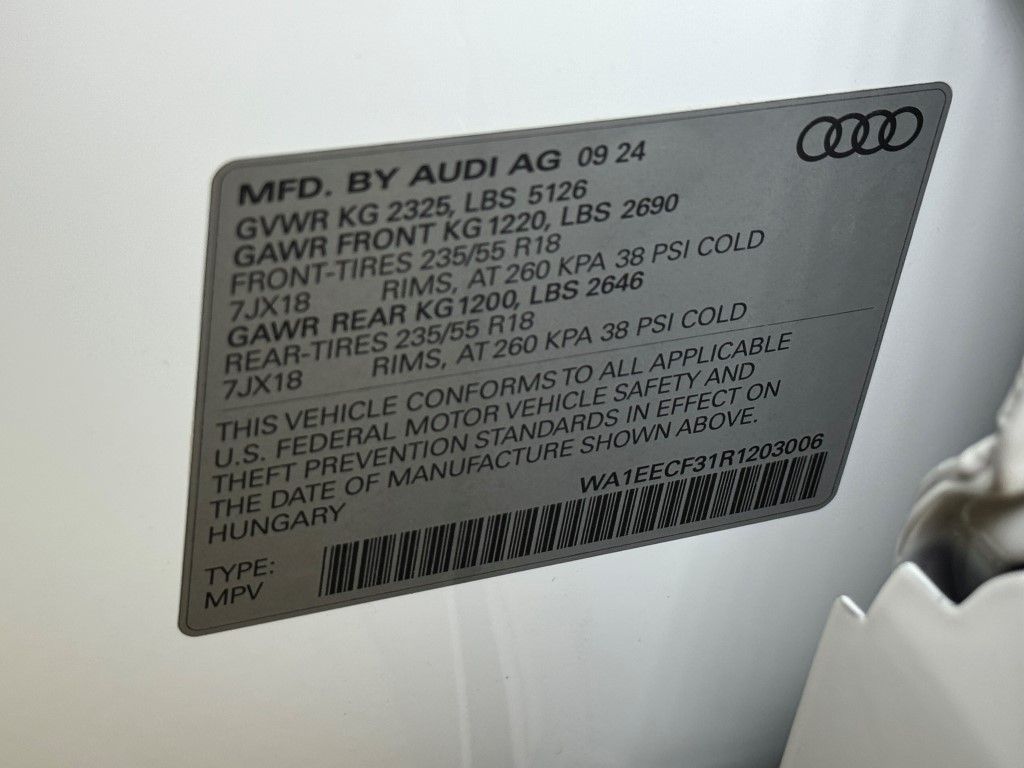 MFD. BY AUDI AG 09 24
GVWR KG 2325, LBS 5126
GAWR FRONT KG 1220, LBS 2690
FRONT-TIRES 235/55 R18
7JX18 RIMS, AT 260 KPA 38 PSI COLD
GAWR REAR KG 1200, LBS 2646
REAR-TIRES 235/55 R18
7JX18 RIMS, AT 260 KPA 38 PSI COLD
THIS VEHICLE CONFORMS TO ALL APPLICABLE
U.S. FEDERAL MOTOR VEHICLE SAFETY AND
THEFT PREVENTION STANDARDS IN EFFECT ON
THE DATE OF MANUFACTURE SHOWN ABOVE.
HUNGARY
WA1EECF31R1203006
TYPE:
MPV